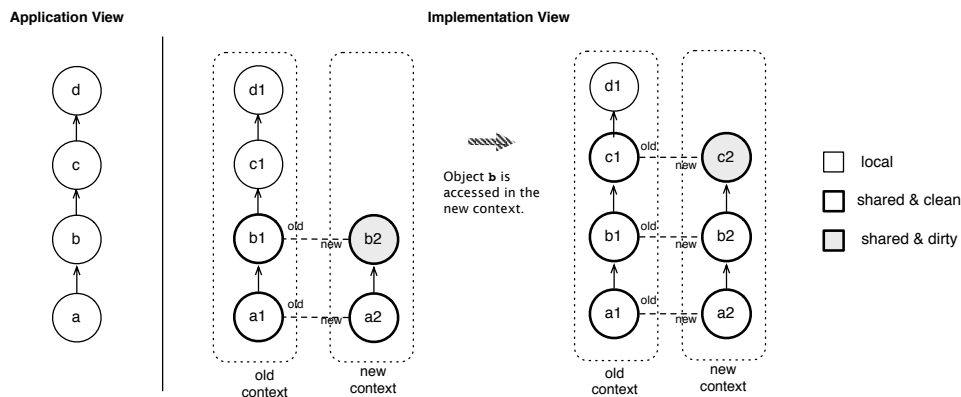 Application View
Implementation View
d
c
b
a
d1
c1
b1
old
new
b2
a1
old
new
a2
old
context
new
context
Object b is
accessed in the
new context.
d1
c1
old
new
c2
b1
old
new
b2
a1
old
new
a2
old
context
new
context
local
shared & clean
shared & dirty